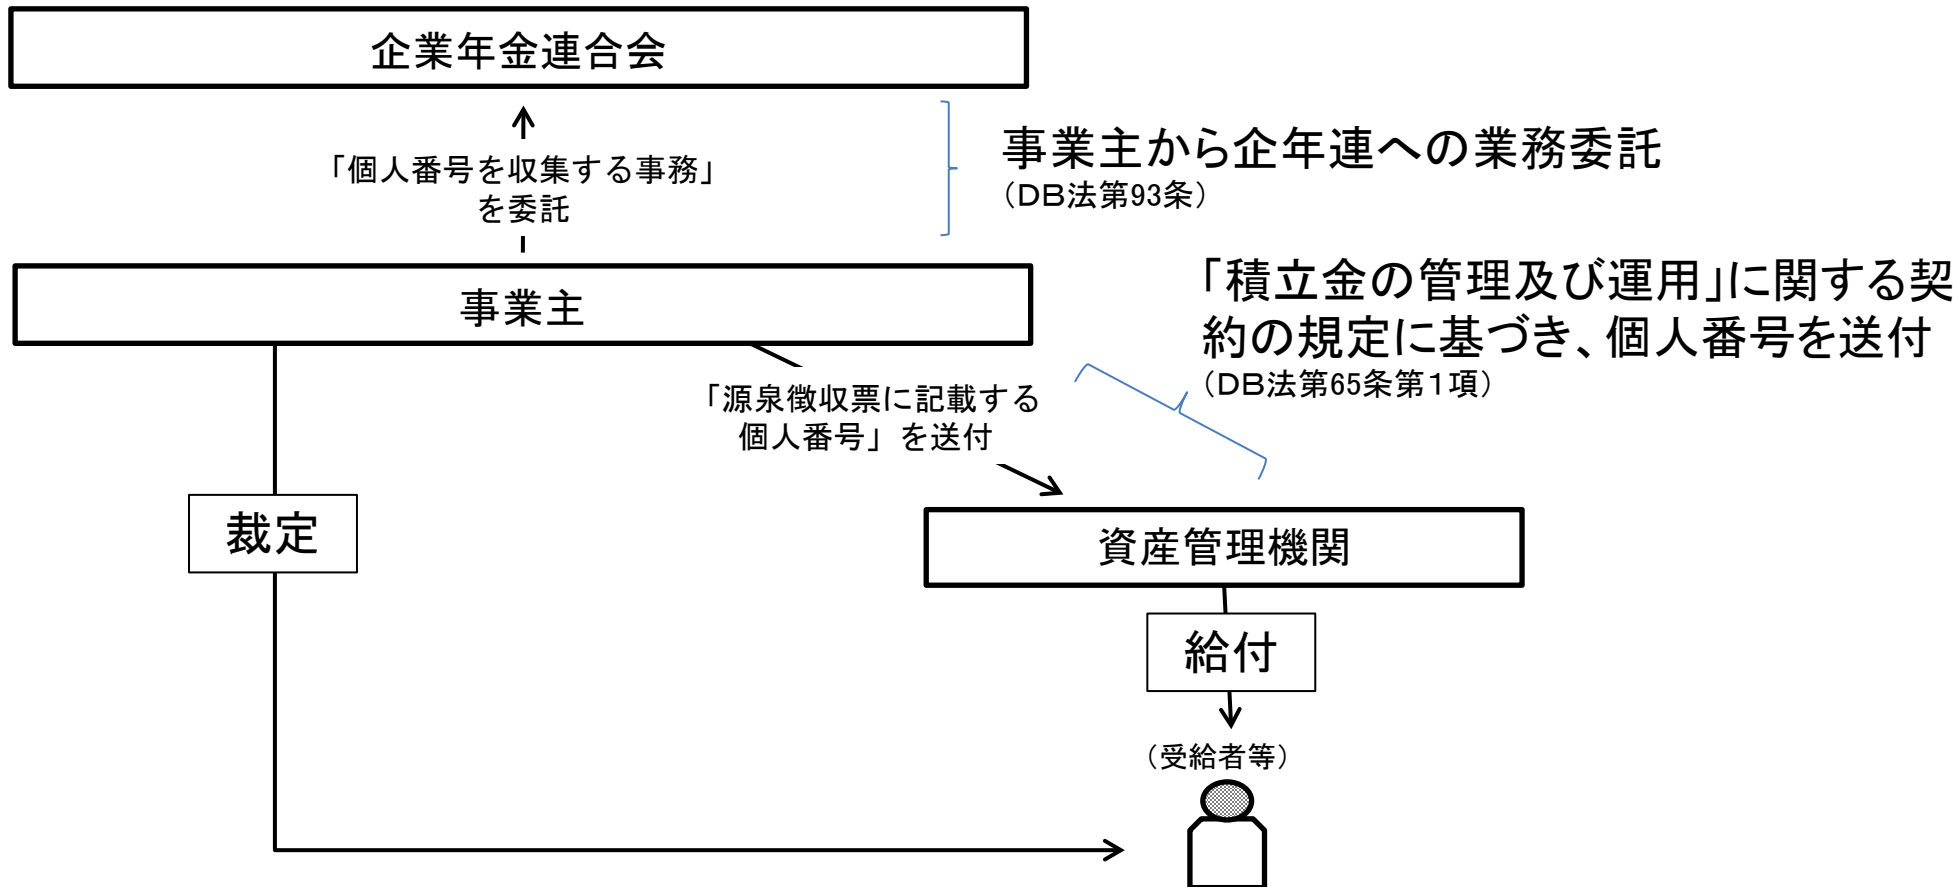 企業年金連合会
「個人番号を収集する事務」
を委託
事業主から企年連への業務委託
（ＤＢ法第93条）
事業主
「積立金の管理及び運用」に関する契
約の規定に基づき、個人番号を送付
（ＤＢ法第65条第１項）
「源泉徴収票に記載する
個人番号」を送付
裁定
資産管理機関
給付
（受給者等）